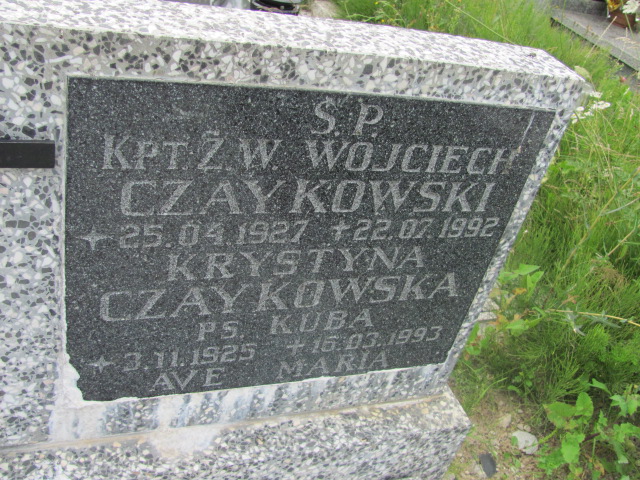 Ś.P.
KPT.Ż.W. WOJCIECH
CZAYKOWSKI
25.04.1927 +22.07.1992
KRYSTYNA
CZAYKOWSKA
PS. KUBA
3.11.1925 +16.03.1993
AVE MARIA